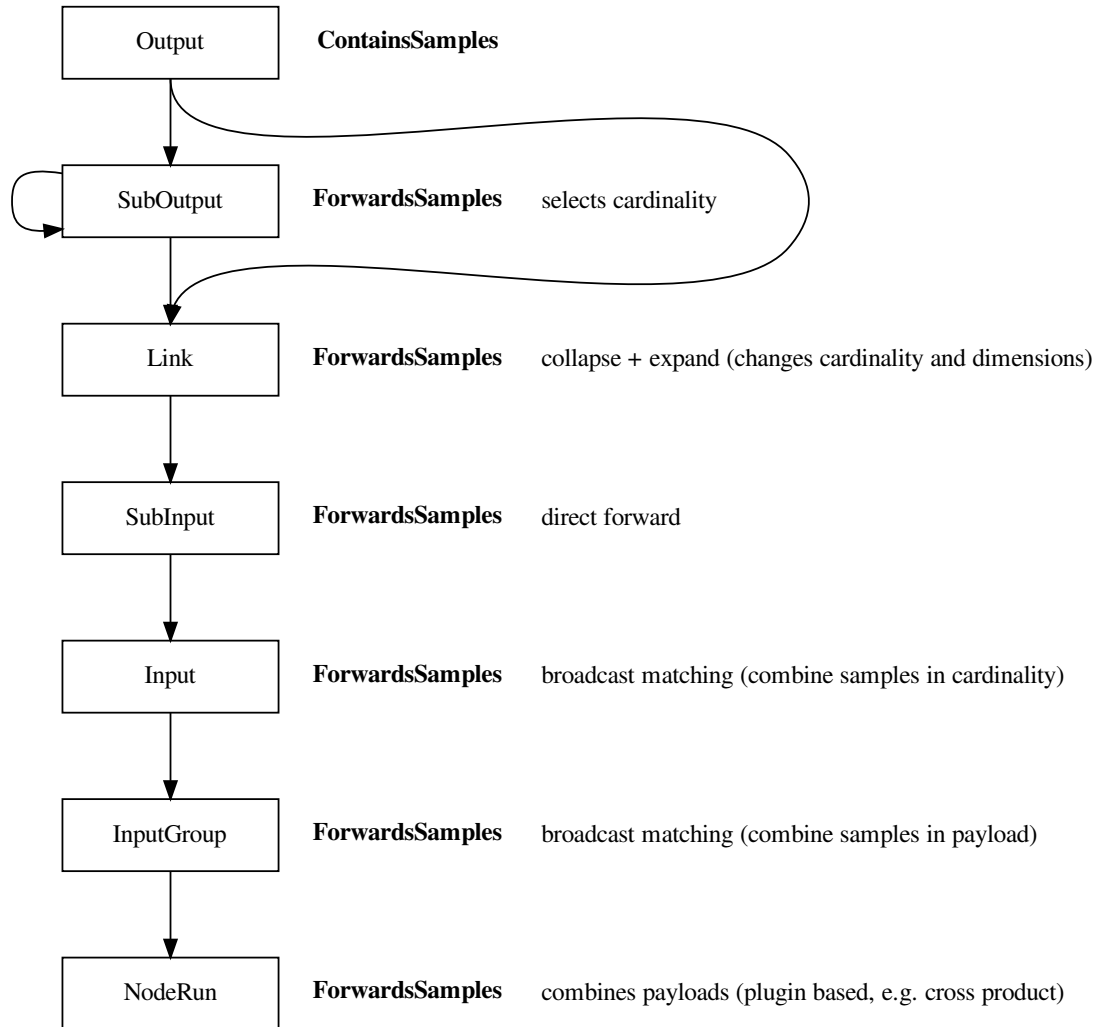 Output ContainsSamples
SubOutput ForwardsSamples selects cardinality
Link ForwardsSamples collapse + expand (changes cardinality and dimensions)
SubInput ForwardsSamples direct forward
Input ForwardsSamples broadcast matching (combine samples in cardinality)
InputGroup ForwardsSamples broadcast matching (combine samples in payload)
NodeRun ForwardsSamples combines payloads (plugin based, e.g. cross product)